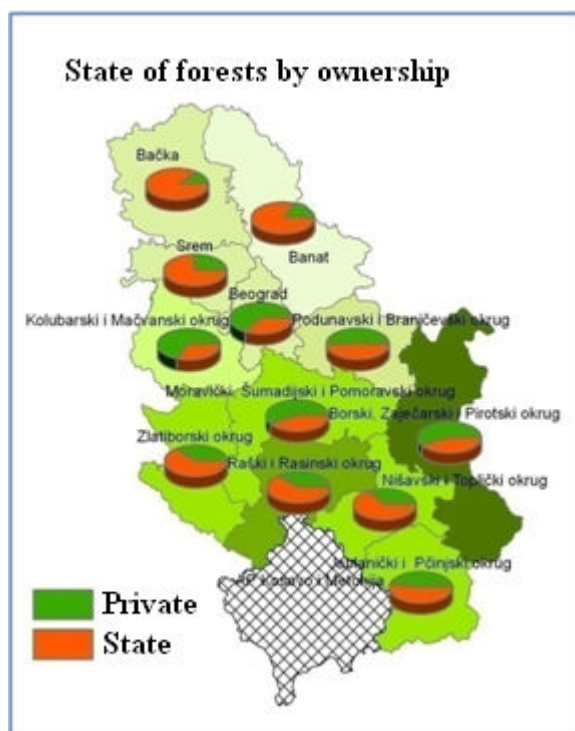 State of forests by ownership
Bačka
Banat
Srem
Beograd
Kolubarski i Mačvanski okrug
Podunavski i Braničevski okrug
Moravički, Šumadijski i Pomoravski okrug
Borski, Zaječarski i Pirotski okrug
Zlatiborski okrug
Raški i Rasinski okrug
Nišavski i Toplički okrug
Jablanički i Pčinjski okrug
AP Kosovo i Metohija
Private
State